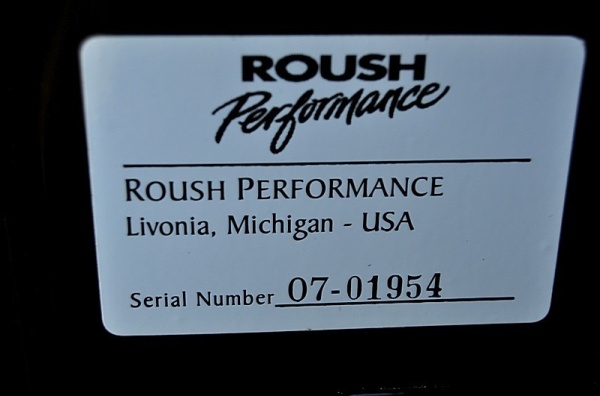 ROUSH
Performance
ROUSH PERFORMANCE
Livonia, Michigan - USA
Serial Number 07-01954